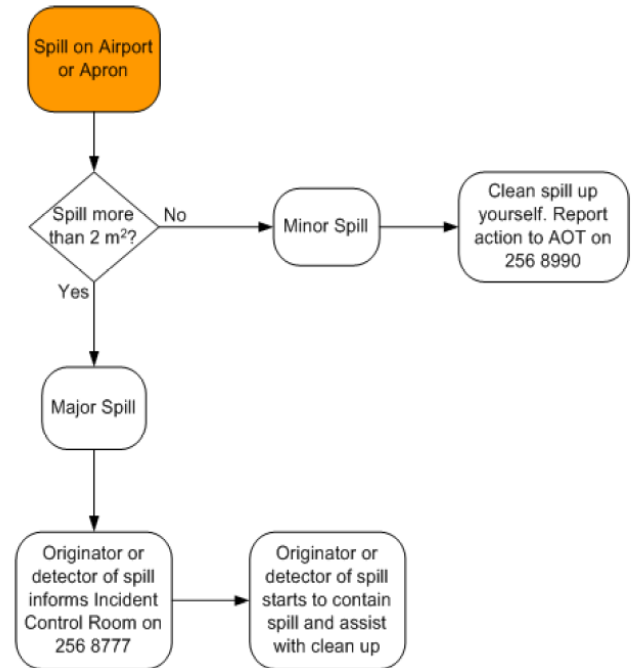 Spill on Airport
or Apron
Spill more
than 2 m²?
No
Minor Spill
Clean spill up
yourself. Report
action to AOT on
256 8990
Yes
Major Spill
Originator or
detector of spill
informs Incident
Control Room on
256 8777
Originator or
detector of spill
starts to contain
spill and assist
with clean up